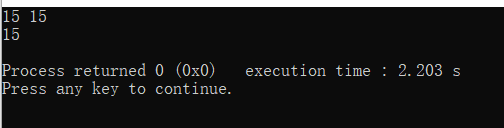 15 15
15
Process returned 0 (0x0)   execution time : 2.203 s
Press any key to continue.